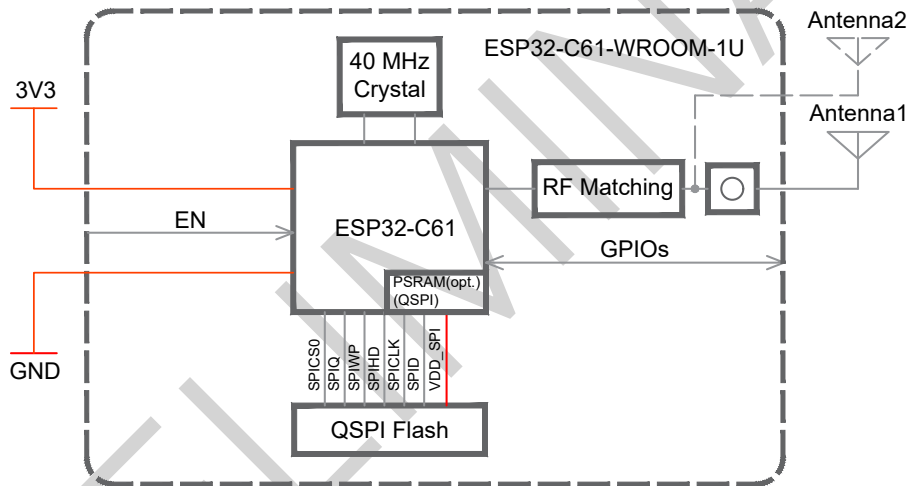 Antenna2
ESP32-C61-WROOM-1U
40 MHz
Crystal
3V3
Antenna1
RF Matching
EN
ESP32-C61
GPIOs
PSRAM(opt.)
(QSPI)
GND
SPICS0
SPIQ
SPIWP
SPIHD
SPICLK
SPID
VDD_SPI
QSPI Flash